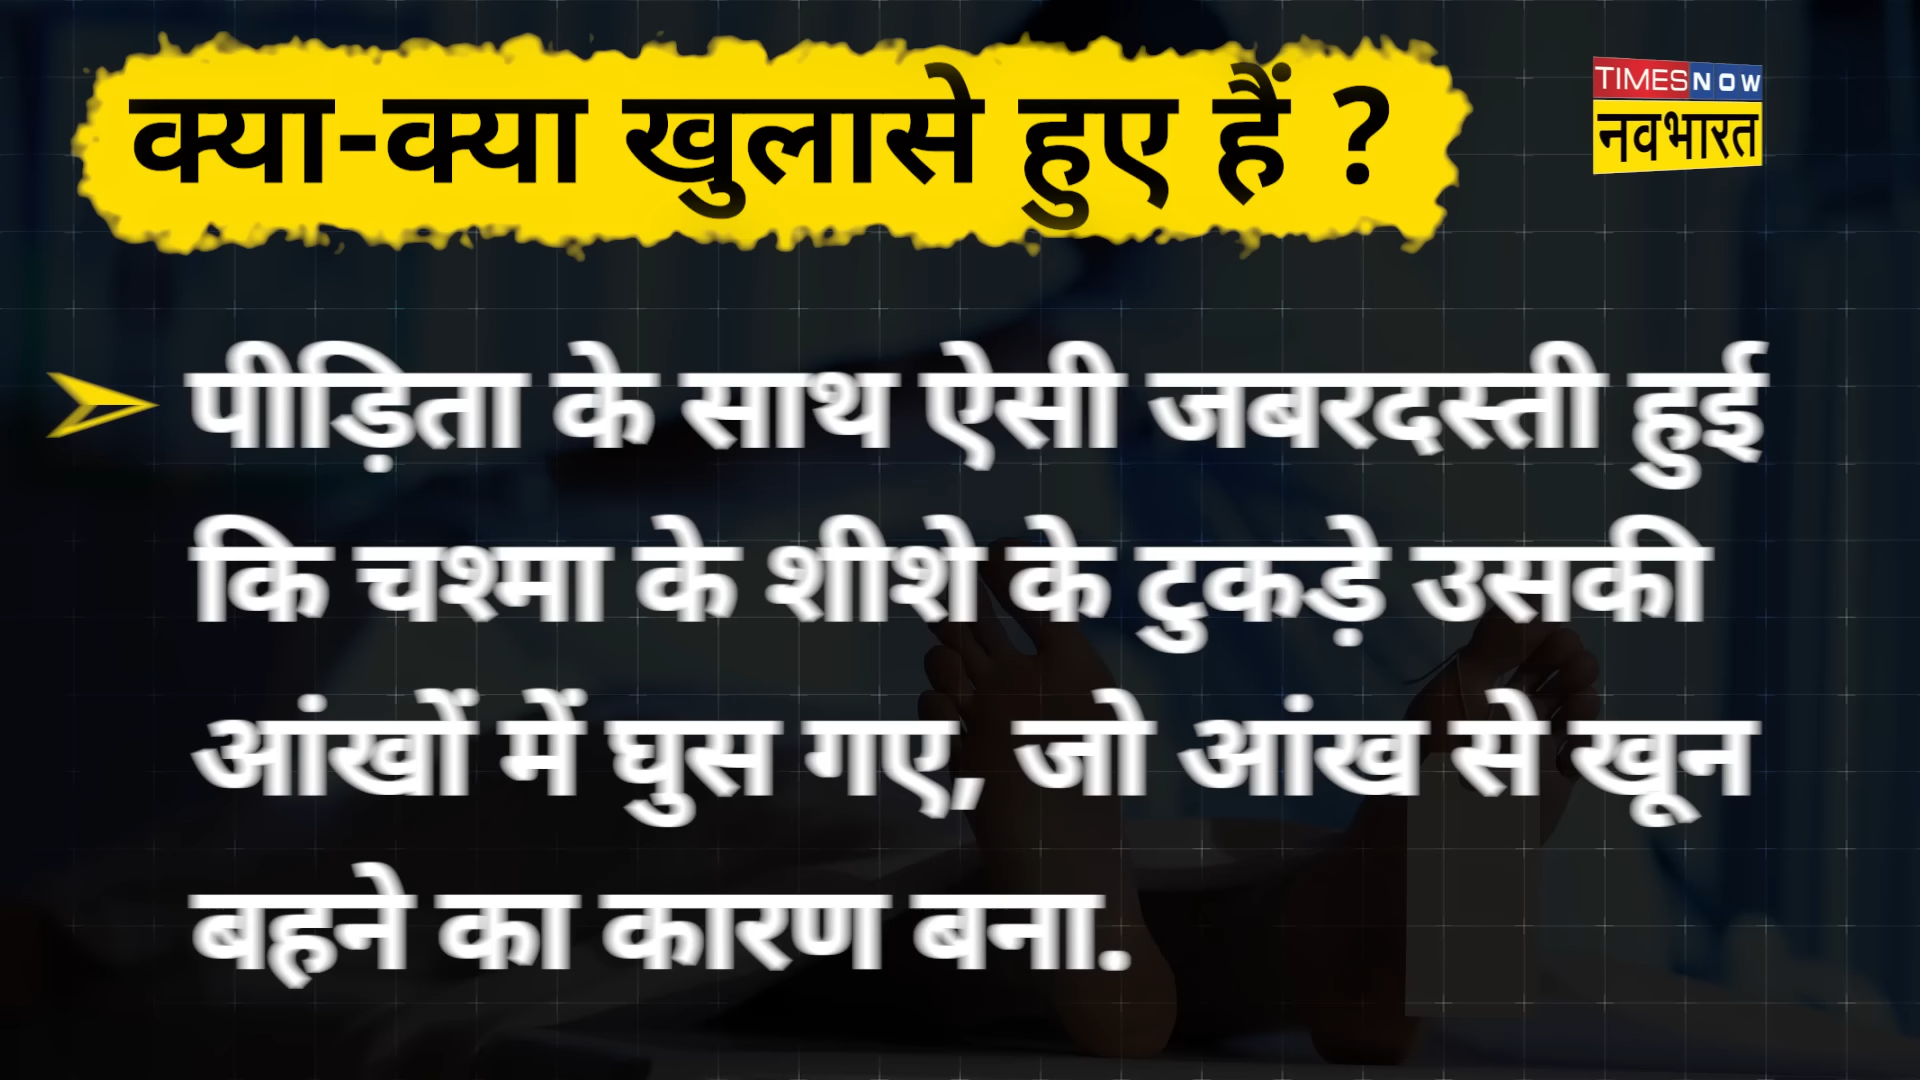 क्या-क्या खुलासे हुए हैं ?
TIMES NOW
नवभारत
पीड़िता के साथ ऐसी जबरदस्ती हुई
कि चश्मा के शीशे के टुकड़े उसकी
आंखों में घुस गए, जो आंख से खून
बहने का कारण बना.